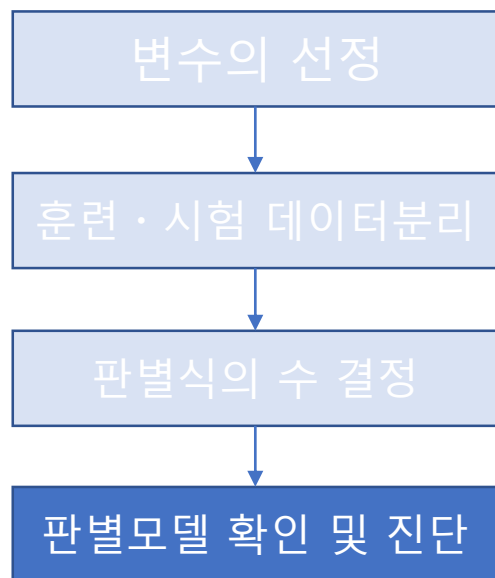 변수의 선정
훈련・시험 데이터분리
판별식의 수 결정
판별모델 확인 및 진단